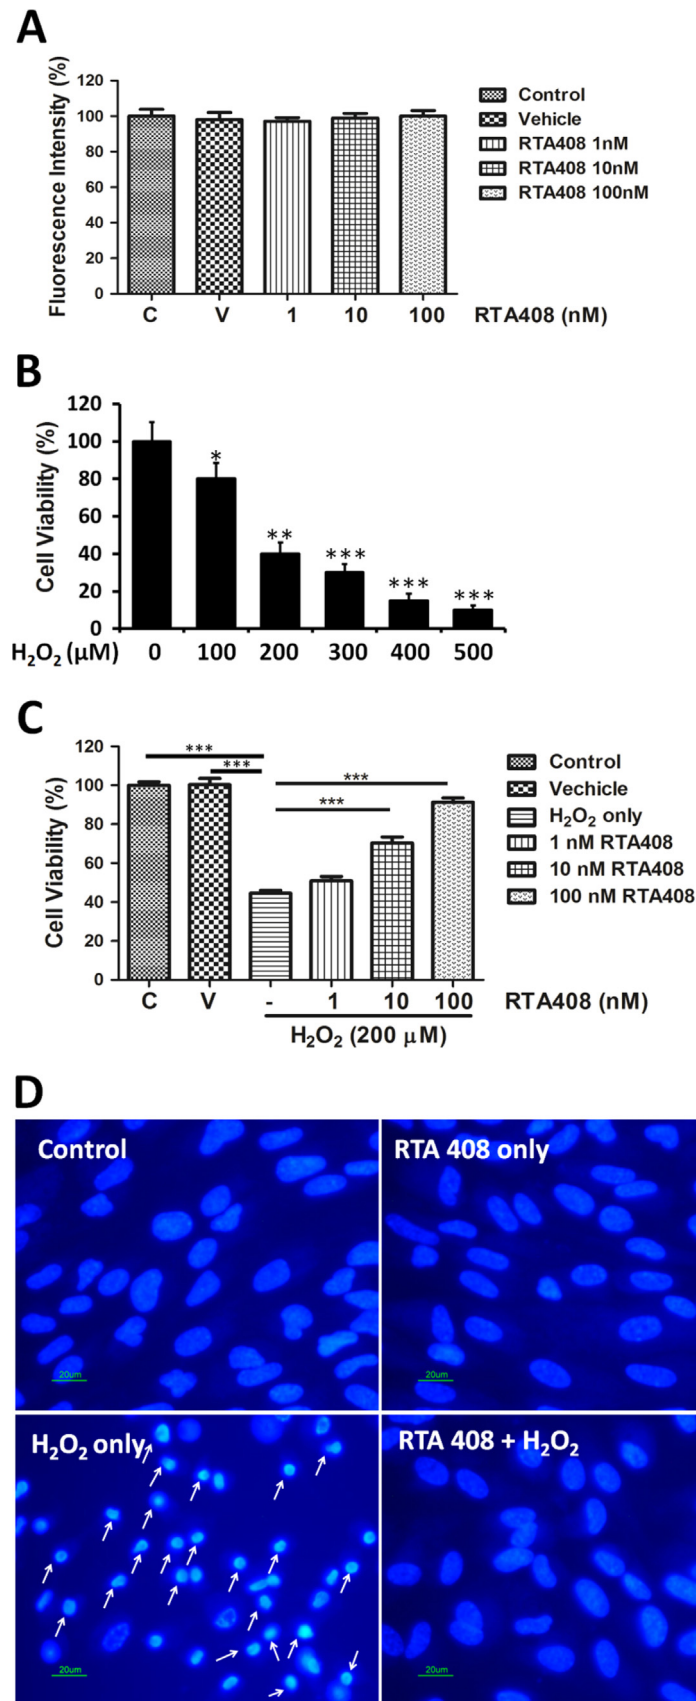 A
Fluorescence Intensity (%)
120
100
80
60
40
20
0
C V 1 10 100 RTA408 (nM)
Control
Vehicle
RTA408 1nM
RTA408 10nM
RTA408 100nM
B
Cell Viability (%)
120
100
80
60
40
20
0
* ** *** *** ***
H₂O₂ (μM) 0 100 200 300 400 500
C
Cell Viability (%)
120
100
80
60
40
20
0
***
***
***
***
C V - 1 10 100 RTA408 (nM)
H₂O₂ (200 μM)
Control
Vechicle
H₂O₂ only
1 nM RTA408
10 nM RTA408
100 nM RTA408
D
Control
20um
RTA 408 only
20um
H₂O₂ only
20um
RTA 408 + H₂O₂
20um